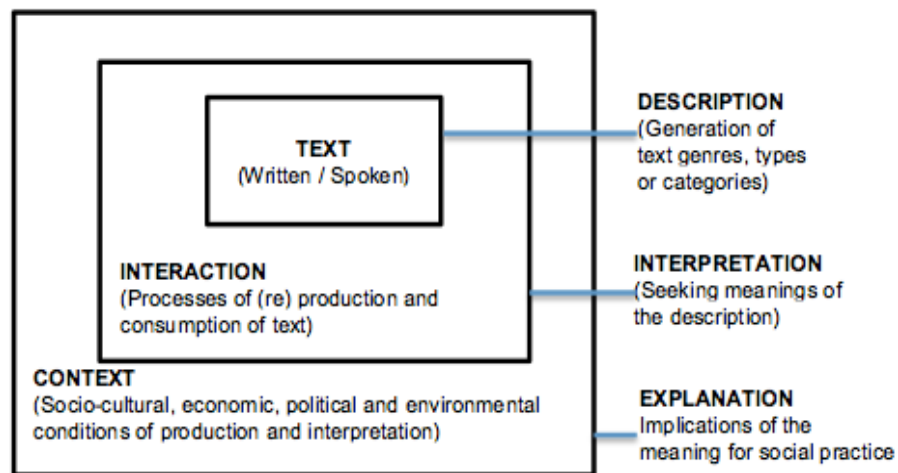 TEXT
(Written / Spoken)
INTERACTION
(Processes of (re) production and
consumption of text)
CONTEXT
(Socio-cultural, economic, political and environmental
conditions of production and interpretation)
DESCRIPTION
(Generation of
text genres, types
or categories)
INTERPRETATION
(Seeking meanings of
the description)
EXPLANATION
Implications of the
meaning for social practice